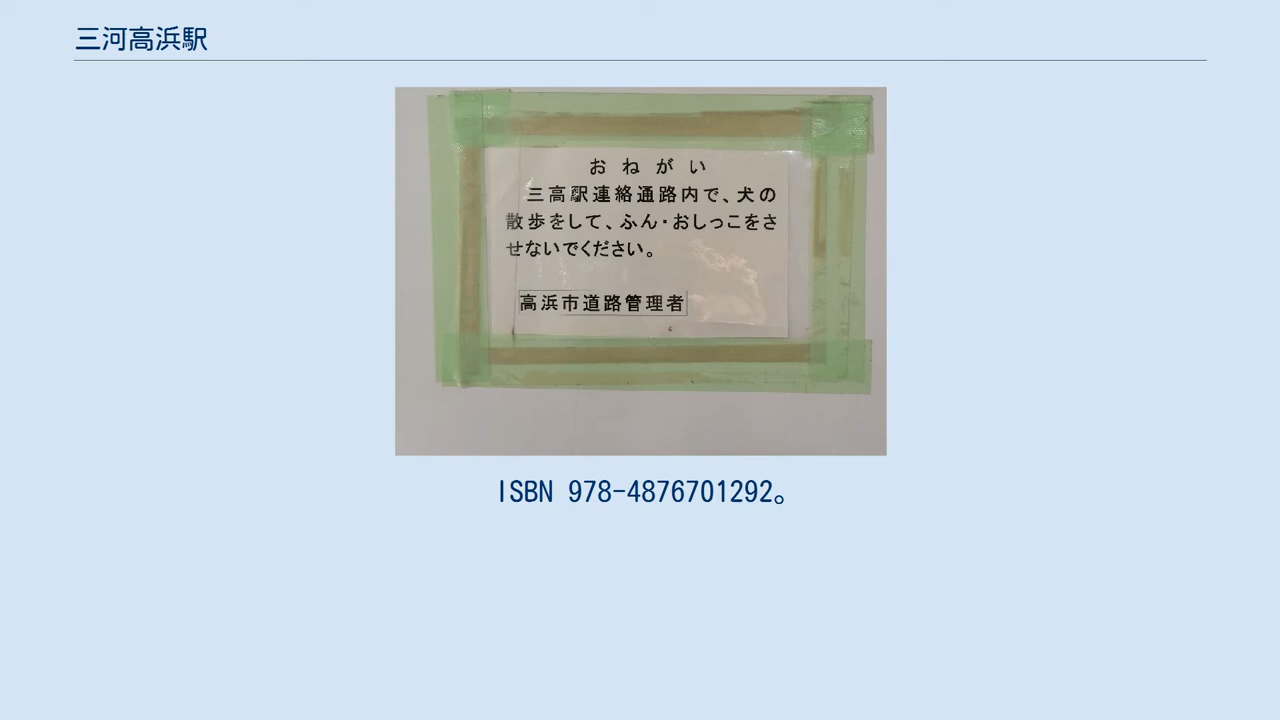 三河高浜駅
おねがい
三高駅連絡通路内で、犬の
散歩をして、ふん・おしっこをさ
せないでください。
高浜市道路管理者
ISBN 978-4876701292。